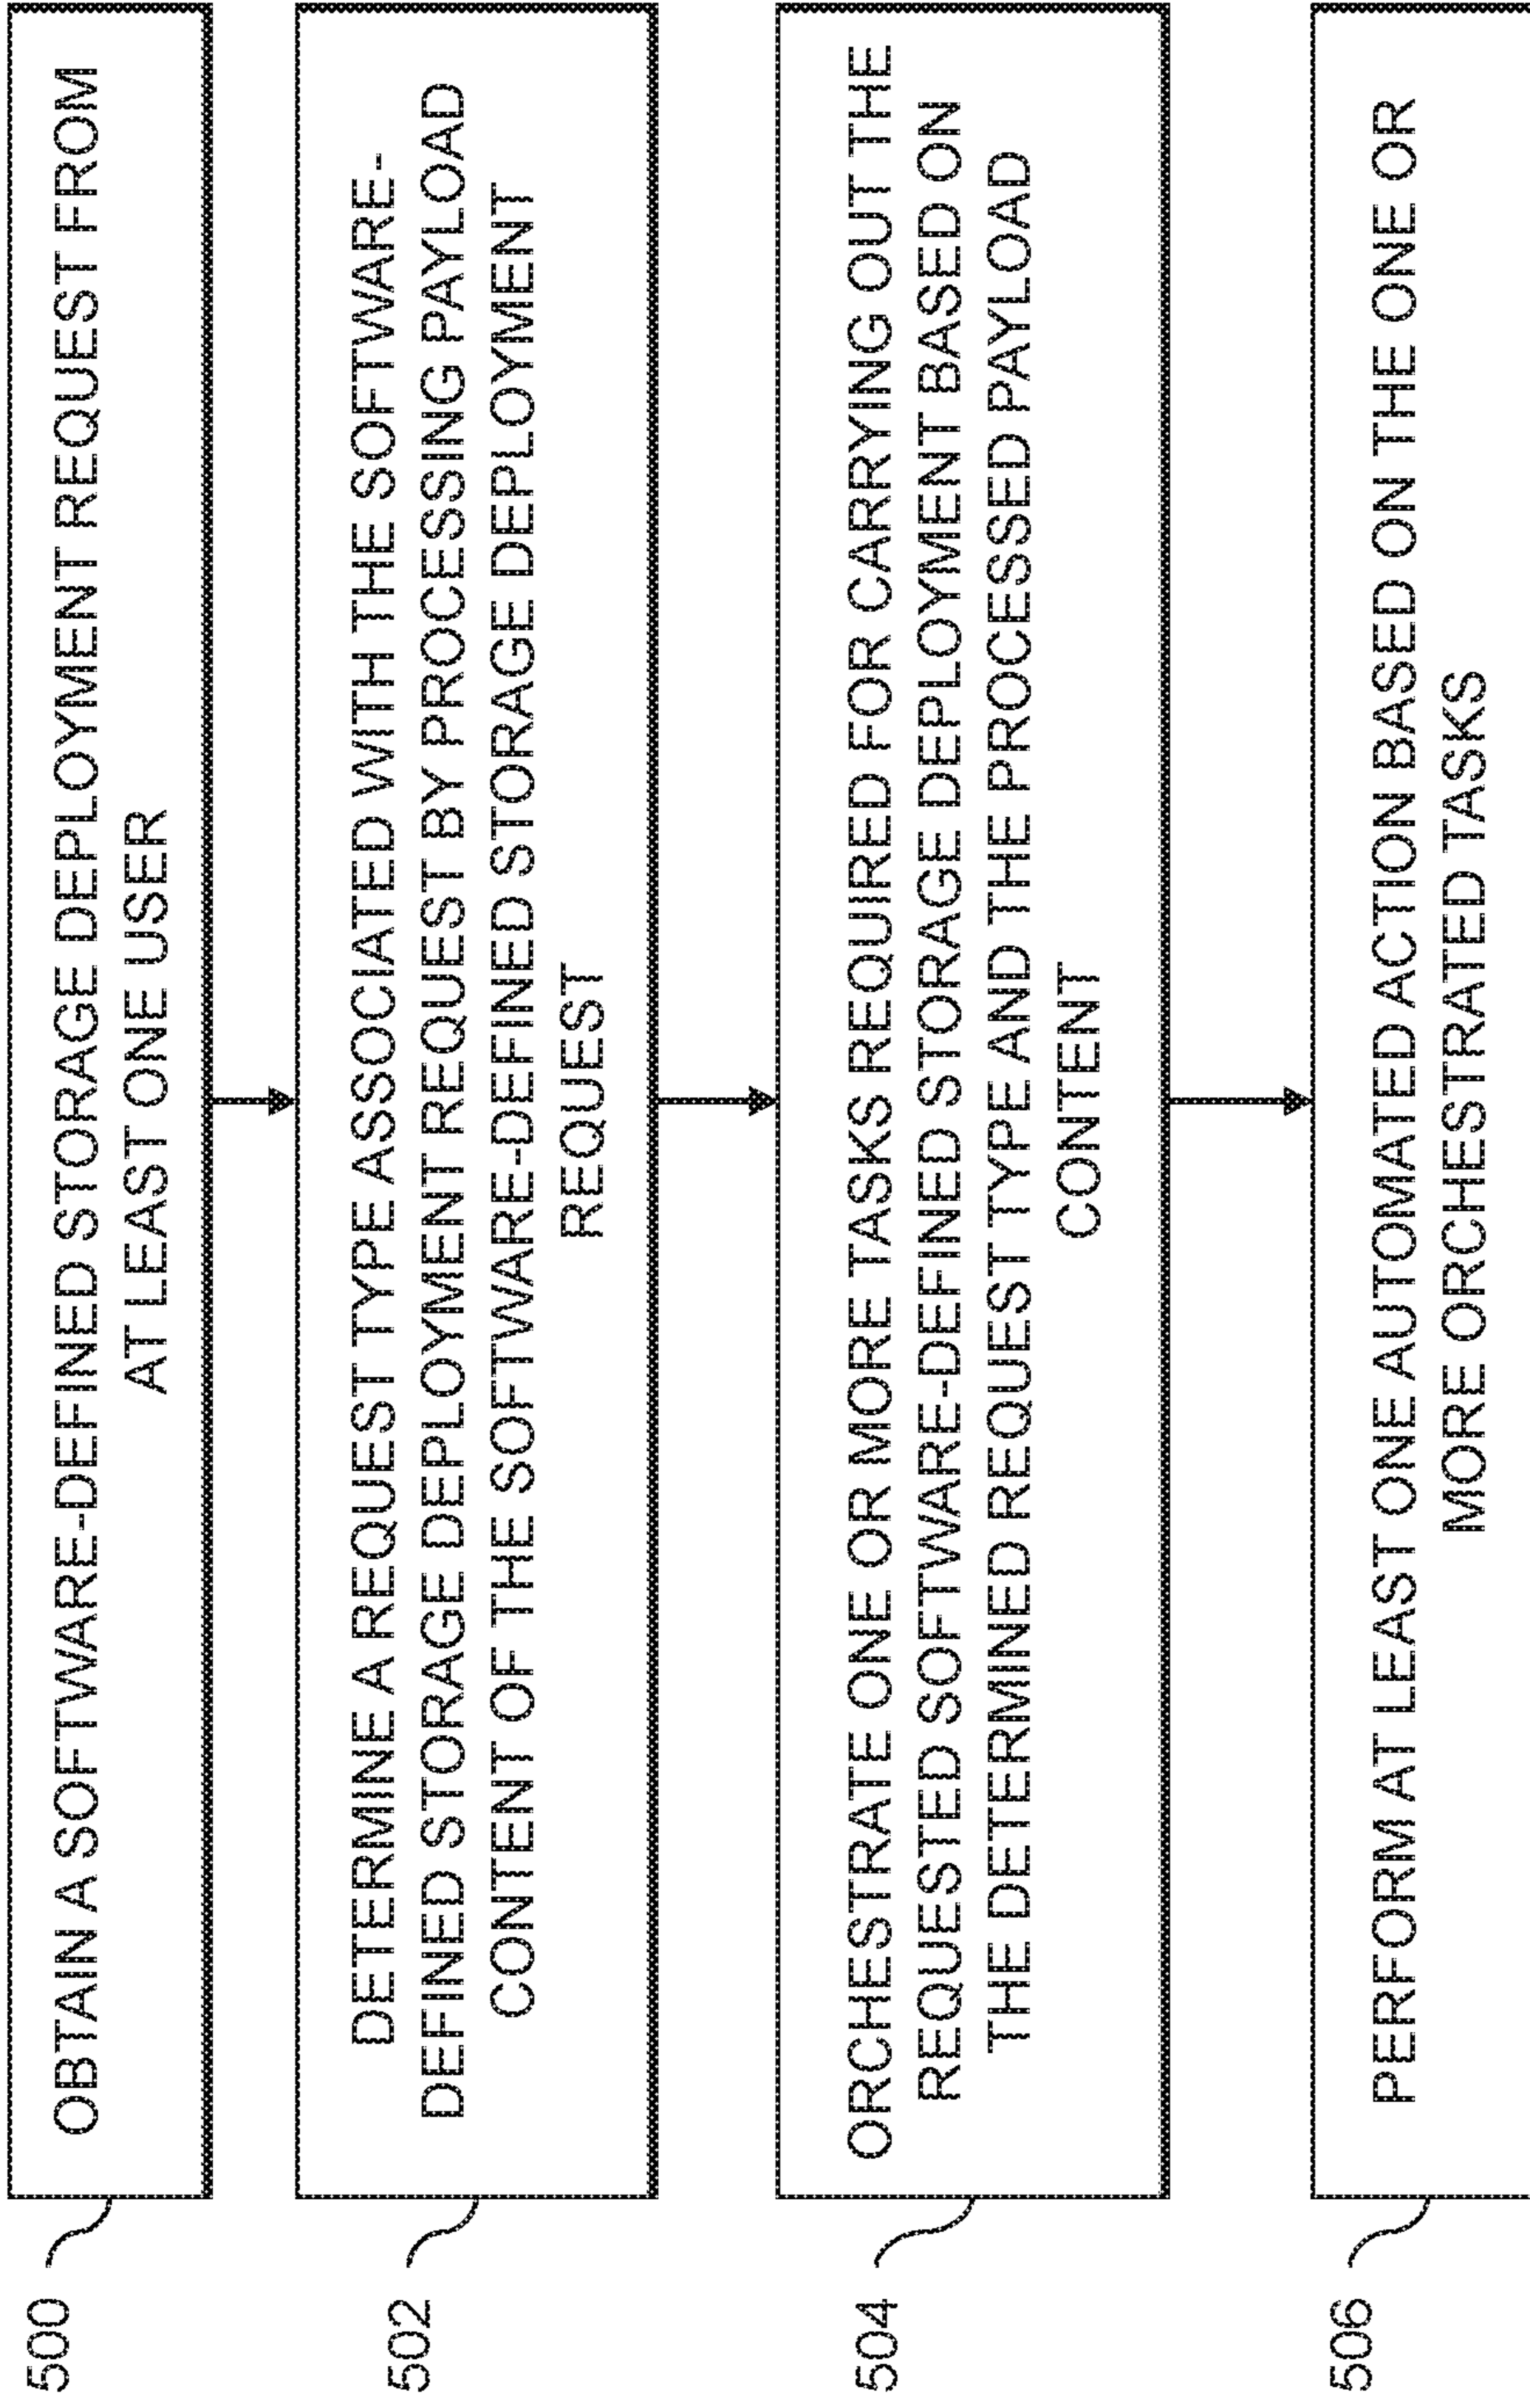 500
OBTAIN A SOFTWARE-DEFINED STORAGE DEPLOYMENT REQUEST FROM
AT LEAST ONE USER
502
DETERMINE A REQUEST TYPE ASSOCIATED WITH THE SOFTWARE-
DEFINED STORAGE DEPLOYMENT REQUEST BY PROCESSING PAYLOAD
CONTENT OF THE SOFTWARE-DEFINED STORAGE DEPLOYMENT
REQUEST
504
ORCHESTRATE ONE OR MORE TASKS REQUIRED FOR CARRYING OUT THE
REQUESTED SOFTWARE-DEFINED STORAGE DEPLOYMENT BASED ON
THE DETERMINED REQUEST TYPE AND THE PROCESSED PAYLOAD
CONTENT
506
PERFORM AT LEAST ONE AUTOMATED ACTION BASED ON THE ONE OR
MORE ORCHESTRATED TASKS